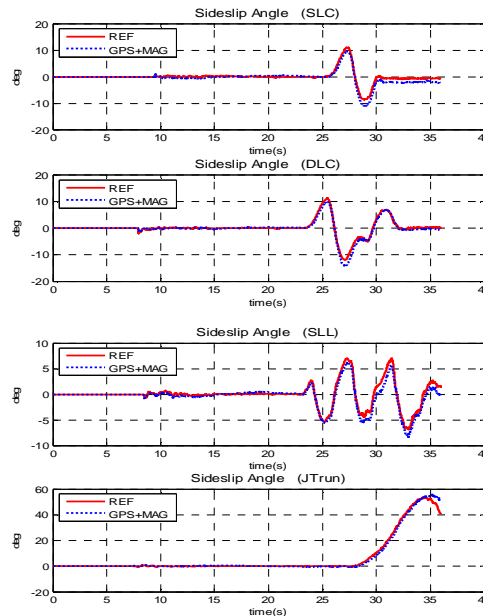 Sideslip Angle (SLC)
20
10
0
-10
-20
deg
REF
GPS+MAG
0 5 10 15 20 25 30 35 40
time(s)
Sideslip Angle (DLC)
20
10
0
-10
-20
deg
REF
GPS+MAG
0 5 10 15 20 25 30 35 40
time(s)
Sideslip Angle (SLL)
10
5
0
-5
-10
deg
REF
GPS+MAG
0 5 10 15 20 25 30 35 40
time(s)
Sideslip Angle (JTrun)
60
40
20
0
-20
deg
REF
GPS+MAG
0 5 10 15 20 25 30 35
time(s)